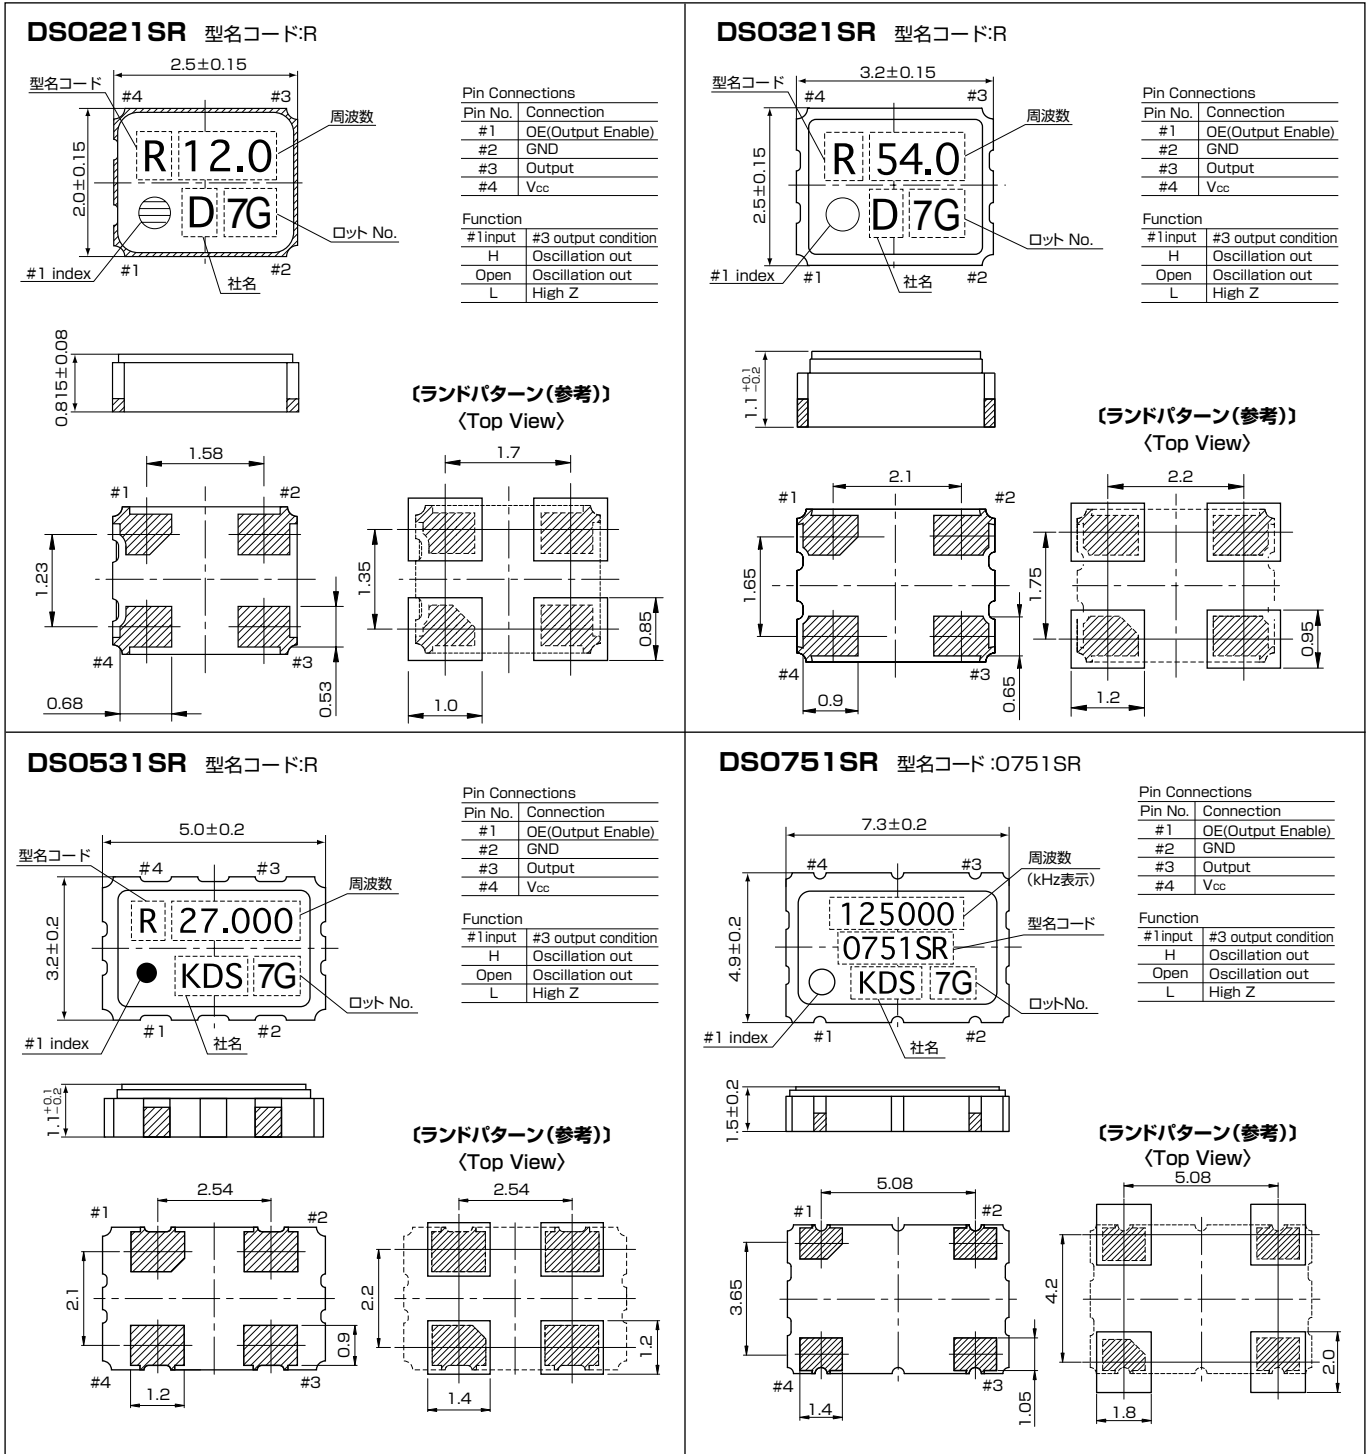 DSO221SR 型名コード:R
2.5±0.15
型名コード
#4
#3
周波数
R 12.0
2.0±0.15
D 7G
ロット No.
#1 index
#1
#2
社名
Pin Connections
Pin No. Connection
#1 OE(Output Enable)
#2 GND
#3 Output
#4 Vcc
Function
#1input #3 output condition
H Oscillation out
Open Oscillation out
L High Z
0.815±0.08
〔ランドパターン(参考)〕
〈Top View〉
1.58
#1
#2
1.23
#4
#3
0.68
0.53
1.7
1.35
0.85
1.0
DSO321SR 型名コード:R
3.2±0.15
型名コード
#4
#3
周波数
R 54.0
2.5±0.15
D 7G
ロット No.
#1 index
#1
#2
社名
Pin Connections
Pin No. Connection
#1 OE(Output Enable)
#2 GND
#3 Output
#4 Vcc
Function
#1input #3 output condition
H Oscillation out
Open Oscillation out
L High Z
1.1 +0.1 -0.2
〔ランドパターン(参考)〕
〈Top View〉
2.1
#1
#2
1.65
#4
#3
0.9
0.65
2.2
1.75
0.95
1.2
DSO531SR 型名コード:R
5.0±0.2
型名コード
#4
#3
周波数
R 27.000
3.2±0.2
KDS 7G
ロット No.
#1 index
#1
#2
社名
Pin Connections
Pin No. Connection
#1 OE(Output Enable)
#2 GND
#3 Output
#4 Vcc
Function
#1input #3 output condition
H Oscillation out
Open Oscillation out
L High Z
1.1 +0.1 -0.2
〔ランドパターン(参考)〕
〈Top View〉
2.54
#1
#2
2.1
#4
#3
1.2
0.9
2.54
2.2
1.2
1.4
DSO751SR 型名コード:O751SR
7.3±0.2
#4
#3
周波数
(kHz表示)
125000
型名コード
O751SR
4.9±0.2
KDS 7G
ロットNo.
#1 index
#1
#2
社名
Pin Connections
Pin No. Connection
#1 OE(Output Enable)
#2 GND
#3 Output
#4 Vcc
Function
#1input #3 output condition
H Oscillation out
Open Oscillation out
L High Z
1.5±0.2
〔ランドパターン(参考)〕
〈Top View〉
5.08
#1
#2
3.65
#4
#3
1.4
1.05
5.08
4.2
2.0
1.8